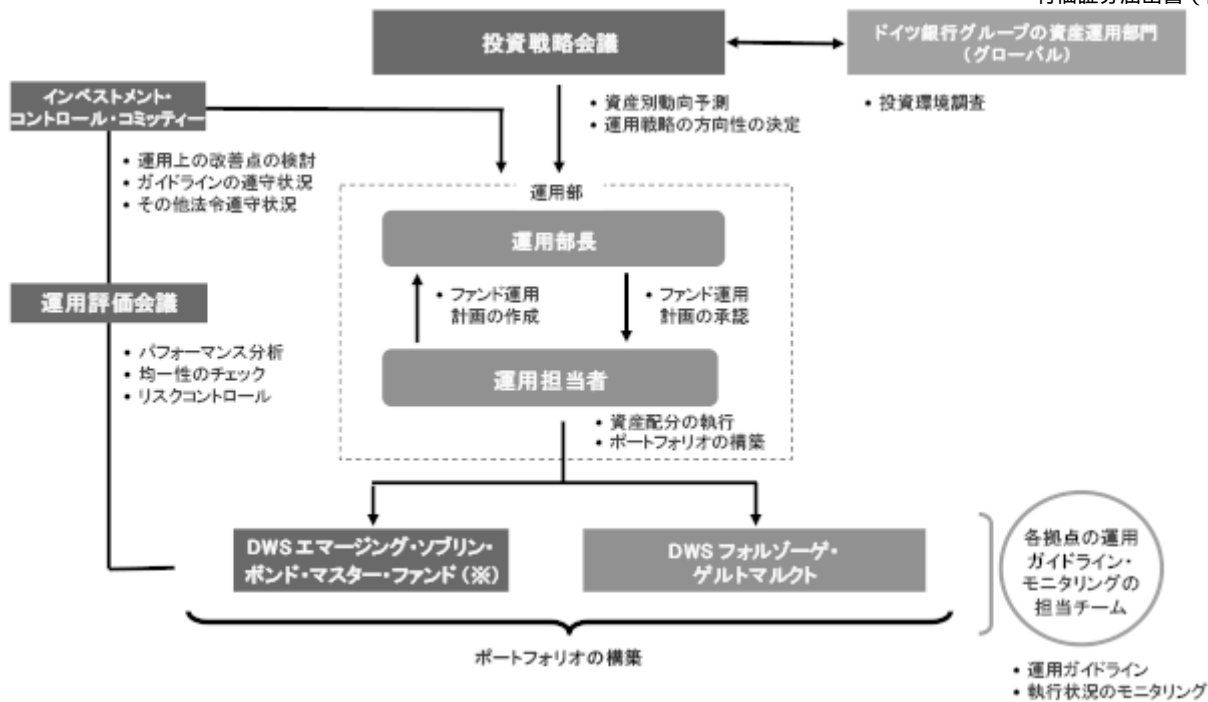 投資戦略会議
ドイツ銀行グループの資産運用部門
(グローバル)
インベストメント・
コントロール・コミッティー
• 資産別動向予測
• 運用戦略の方向性の決定
• 投資環境調査
• 運用上の改善点の検討
• ガイドラインの遵守状況
• その他法令遵守状況
運用部
運用部長
運用評価会議
• ファンド運用
計画の作成
• ファンド運用
計画の承認
• パフォーマンス分析
• 均一性のチェック
• リスクコントロール
運用担当者
• 資産配分の執行
• ポートフォリオの構築
DWS エマージング・ソブリン・
ボンド・マスター・ファンド(※)
DWS フォルゾーゲ・
ゲルトマルクト
各拠点の運用
ガイドライン・
モニタリングの
担当チーム
ポートフォリオの構築
• 運用ガイドライン
• 執行状況のモニタリング